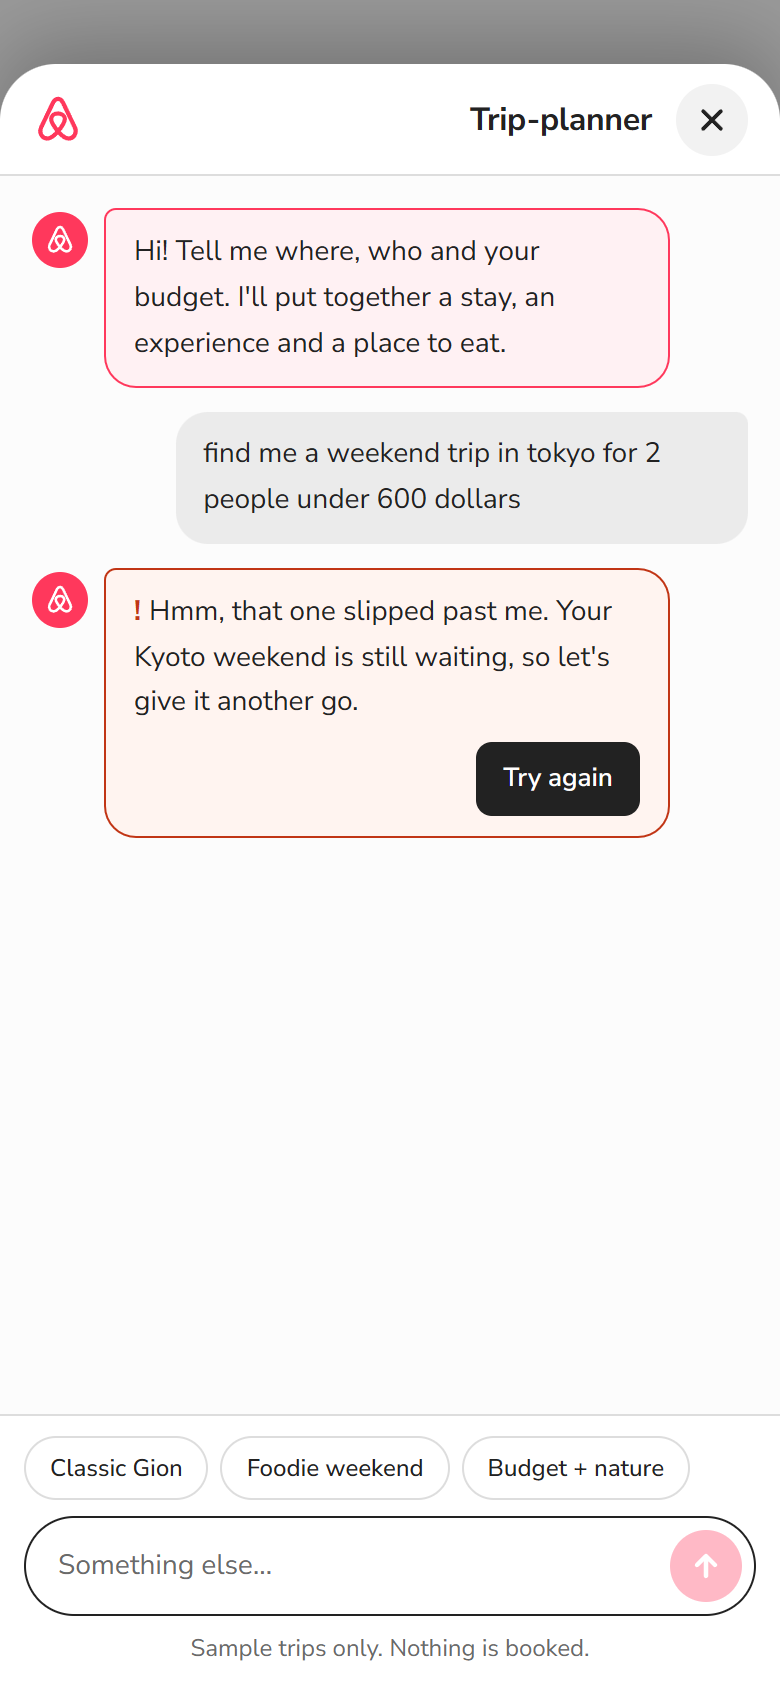 Trip-planner
Hi! Tell me where, who and your
budget. I'll put together a stay, an
experience and a place to eat.
find me a weekend trip in tokyo for 2
people under 600 dollars
! Hmm, that one slipped past me. Your
Kyoto weekend is still waiting, so let's
give it another go.
Try again
Classic Gion
Foodie weekend
Budget + nature
Something else...
Sample trips only. Nothing is booked.